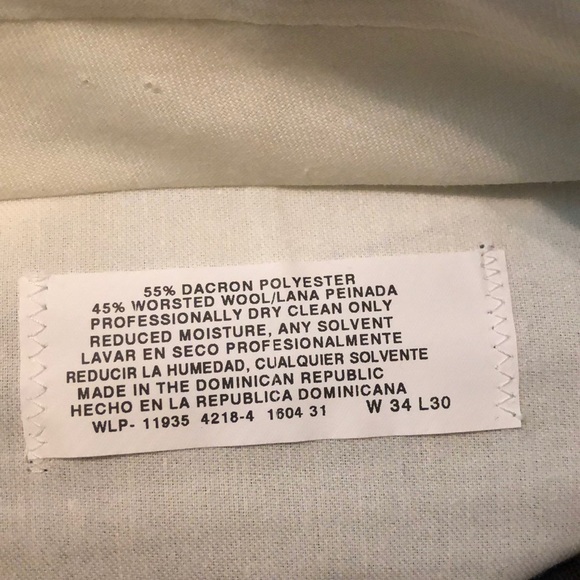 55% DACRON POLYESTER
45% WORSTED WOOL/LANA PEINADA
PROFESSIONALLY DRY CLEAN ONLY
REDUCED MOISTURE, ANY SOLVENT
LAVAR EN SECO PROFESIONALMENTE
REDUCIR LA HUMEDAD, CUALQUIER SOLVENTE
MADE IN THE DOMINICAN REPUBLIC
HECHO EN LA REPUBLICA DOMINICANA
WLP- 11935 4218-4 1604 31 W 34 L30